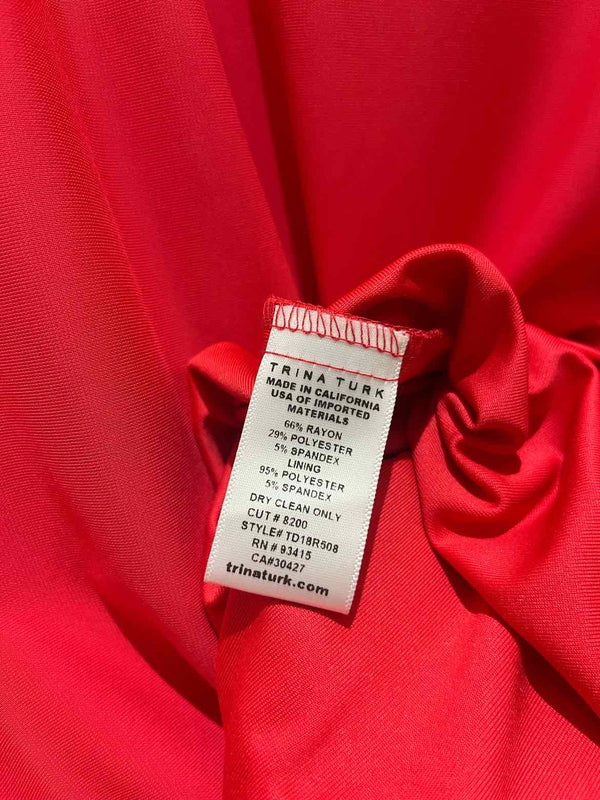 TRINA TURK
MADE IN CALIFORNIA
USA OF IMPORTED
MATERIALS
66% RAYON
29% POLYESTER
5% SPANDEX
LINING
95% POLYESTER
5% SPANDEX
DRY CLEAN ONLY
CUT # 8200
STYLE# TD18R508
RN # 93415
CA#30427
trinaturk.com